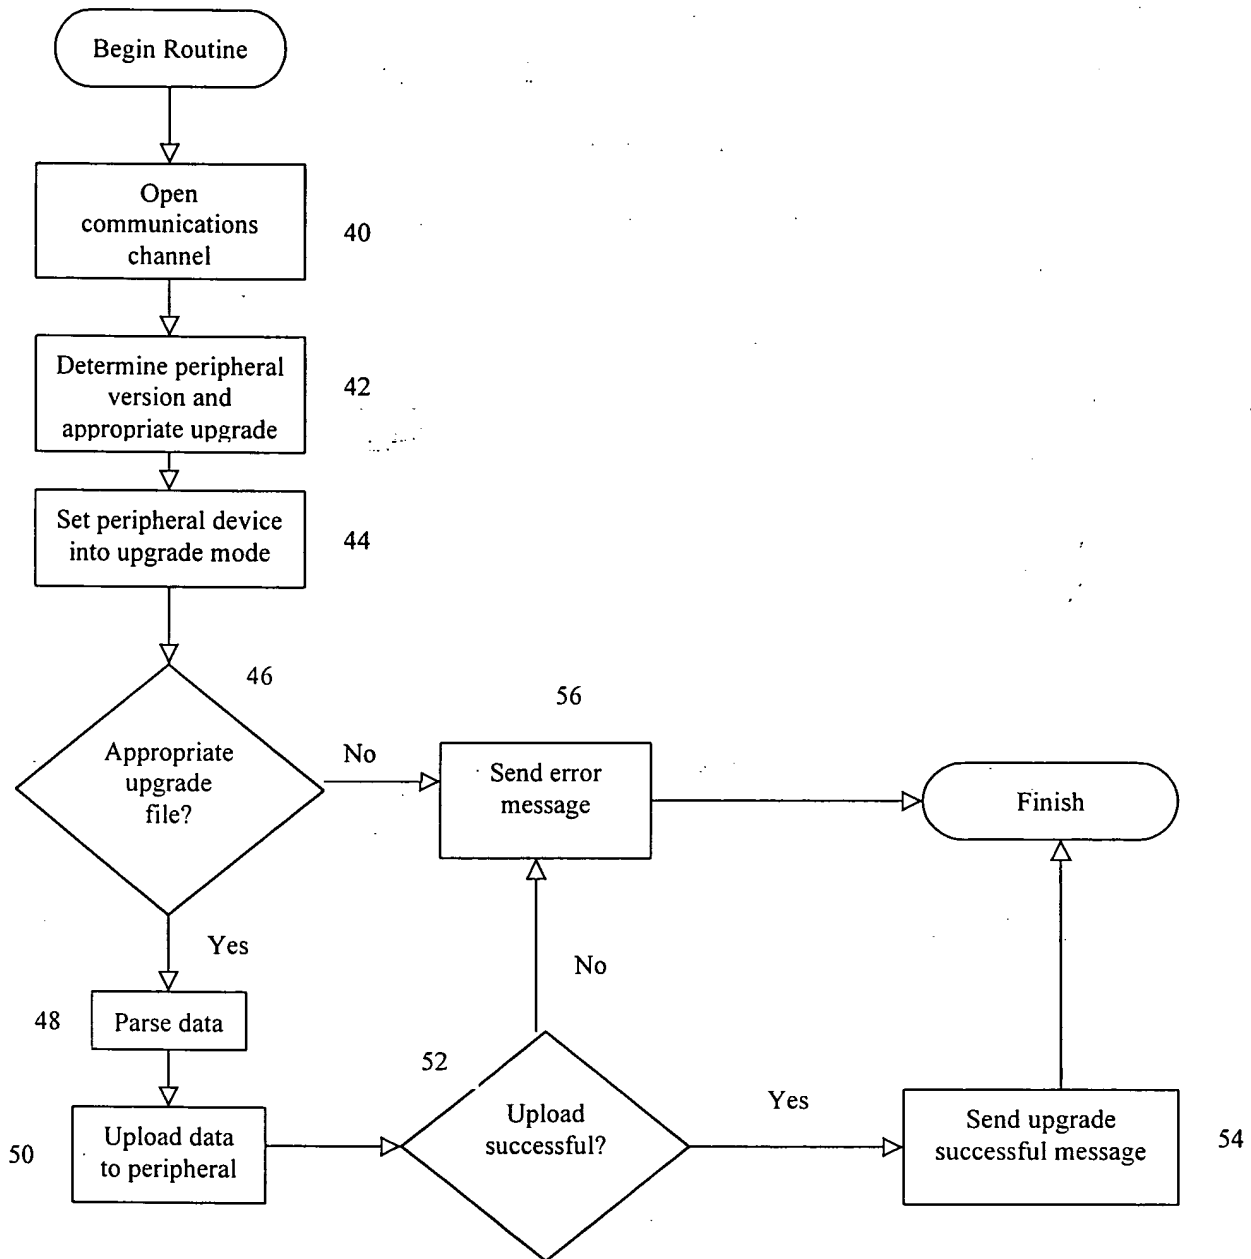 Begin Routine
Open
communications
channel
40
Determine peripheral
version and
appropriate upgrade
42
Set peripheral device
into upgrade mode
44
46
Appropriate
upgrade
file?
No
56
Send error
message
Finish
Yes
No
48
Parse data
52
50
Upload data
to peripheral
Upload
successful?
Yes
Send upgrade
successful message
54